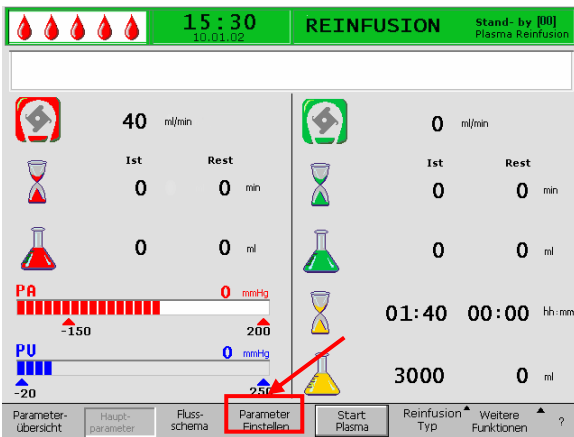 15:30
10.01.02
REINFUSION
Stand- by [00]
Plasma Reinfusion
40 ml/min
Ist Rest
0 0 min
0 0 ml
PA 0 mmHg
-150 200
PV 0 mmHg
-20 250
0 ml/min
Ist Rest
0 0 min
0 0 ml
01:40 00:00 hh:mm
3000 0 ml
Parameter-
übersicht
Haupt-
parameter
Fluss-
schema
Parameter
Einstellen
Start
Plasma
Reinfusion
Typ
Weitere
Funktionen
?